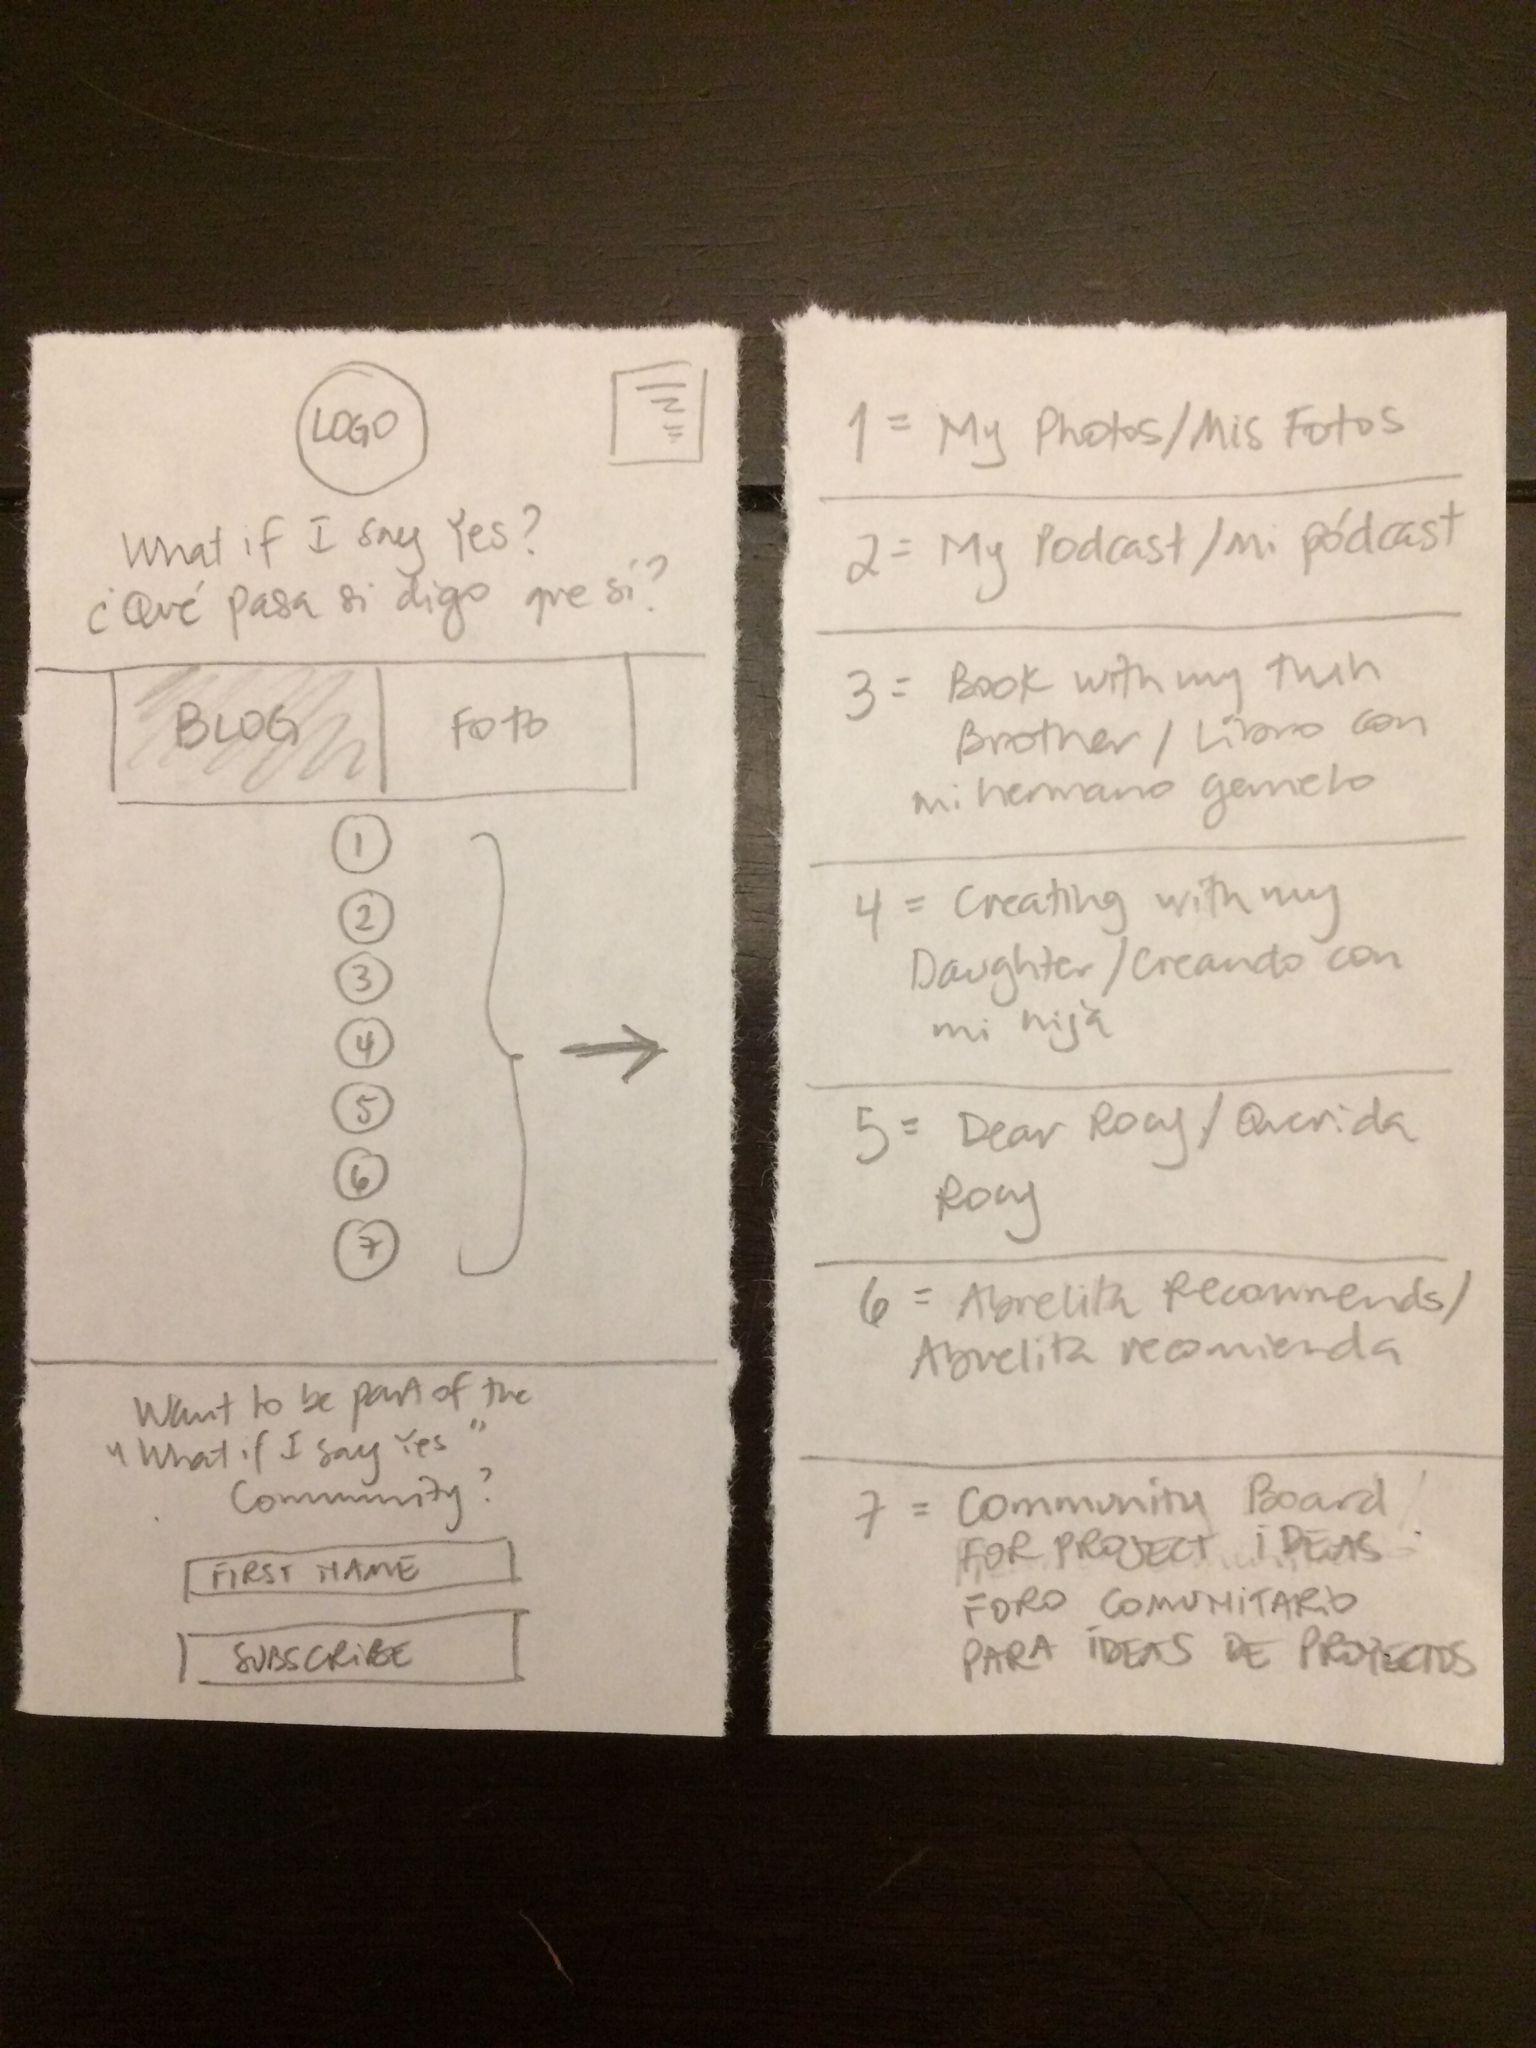 LOGO
What if I say Yes?
¿Qué pasa si digo que sí?
BLOG
Foto
1
2
3
4
5
6
7
Want to be part of the
"What if I say Yes"
Community?
FIRST NAME
SUBSCRIBE
1 = My Photos/Mis Fotos
2 = My Podcast/Mi pódcast
3 = Book with my twin
Brother/Libro con
mi hermano gemelo
4 = Creating with my
Daughter/Creando con
mi hija
5 = Dear Rocy/Querida
Rocy
6 = Abuelita Recommends/
Abuelita recomienda
7 = Community Board/
FOR PROJECT IDEAS
FORO COMUNITARIO
PARA IDEAS DE PROYECTOS